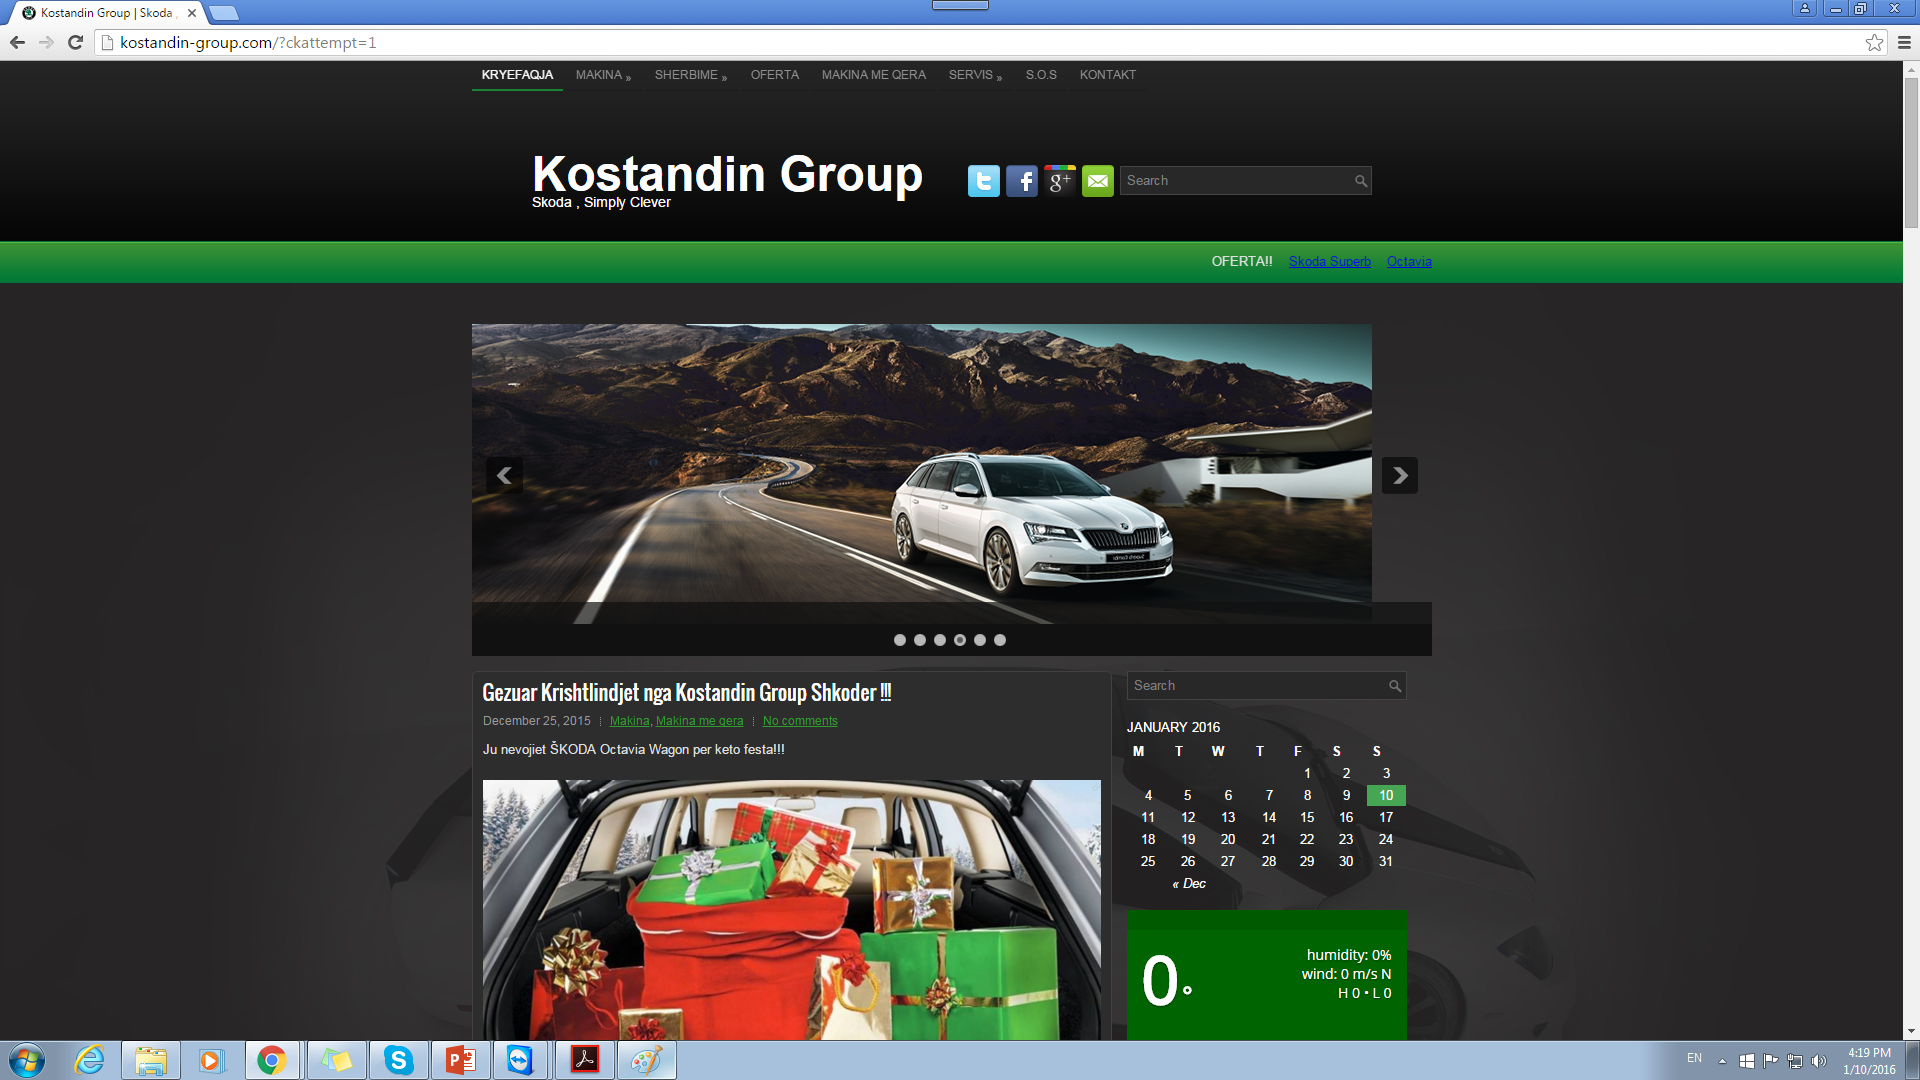 Kostandin Group | Skoda
kostandin-group.com/?ckattempt=1
KRYEFAQJA MAKINA » SHERBIME » OFERTA MAKINA ME QERA SERVIS » S.O.S KONTAKT
Kostandin Group
Skoda , Simply Clever
Search
OFERTA!! Skoda Superb Octavia
Gezuar Krishtlindjet nga Kostandin Group Shkoder !!!
December 25, 2015 Makina, Makina me qera No comments
Ju nevojiet ŠKODA Octavia Wagon per keto festa!!!
Search
JANUARY 2016
M T W T F S S
1 2 3
4 5 6 7 8 9 10
11 12 13 14 15 16 17
18 19 20 21 22 23 24
25 26 27 28 29 30 31
« Dec
0°
humidity: 0%
wind: 0 m/s N
H 0 • L 0
EN
4:19 PM
1/10/2016